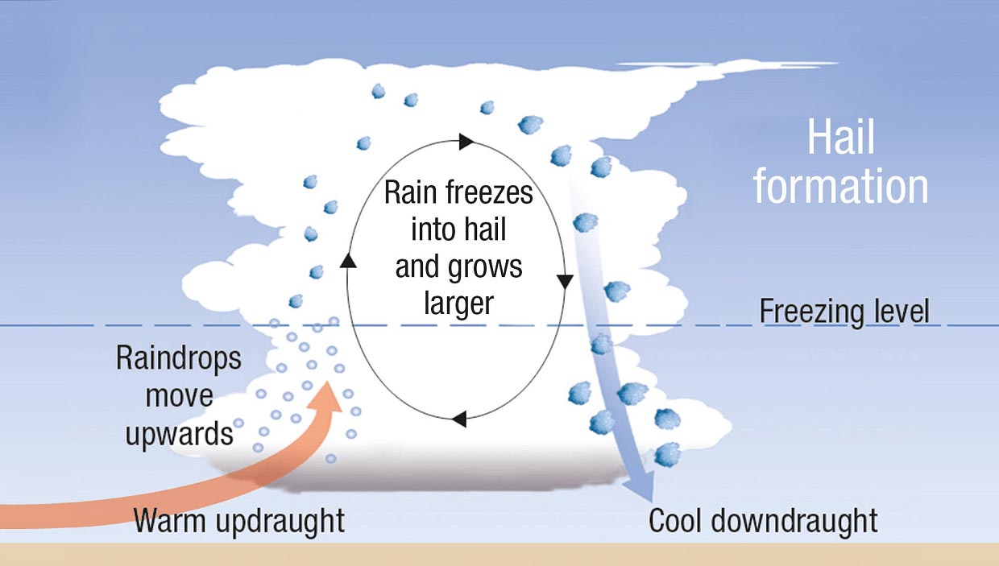 Hail
formation
Rain freezes
into hail
and grows
larger
Freezing level
Raindrops
move
upwards
Warm updraught
Cool downdraught